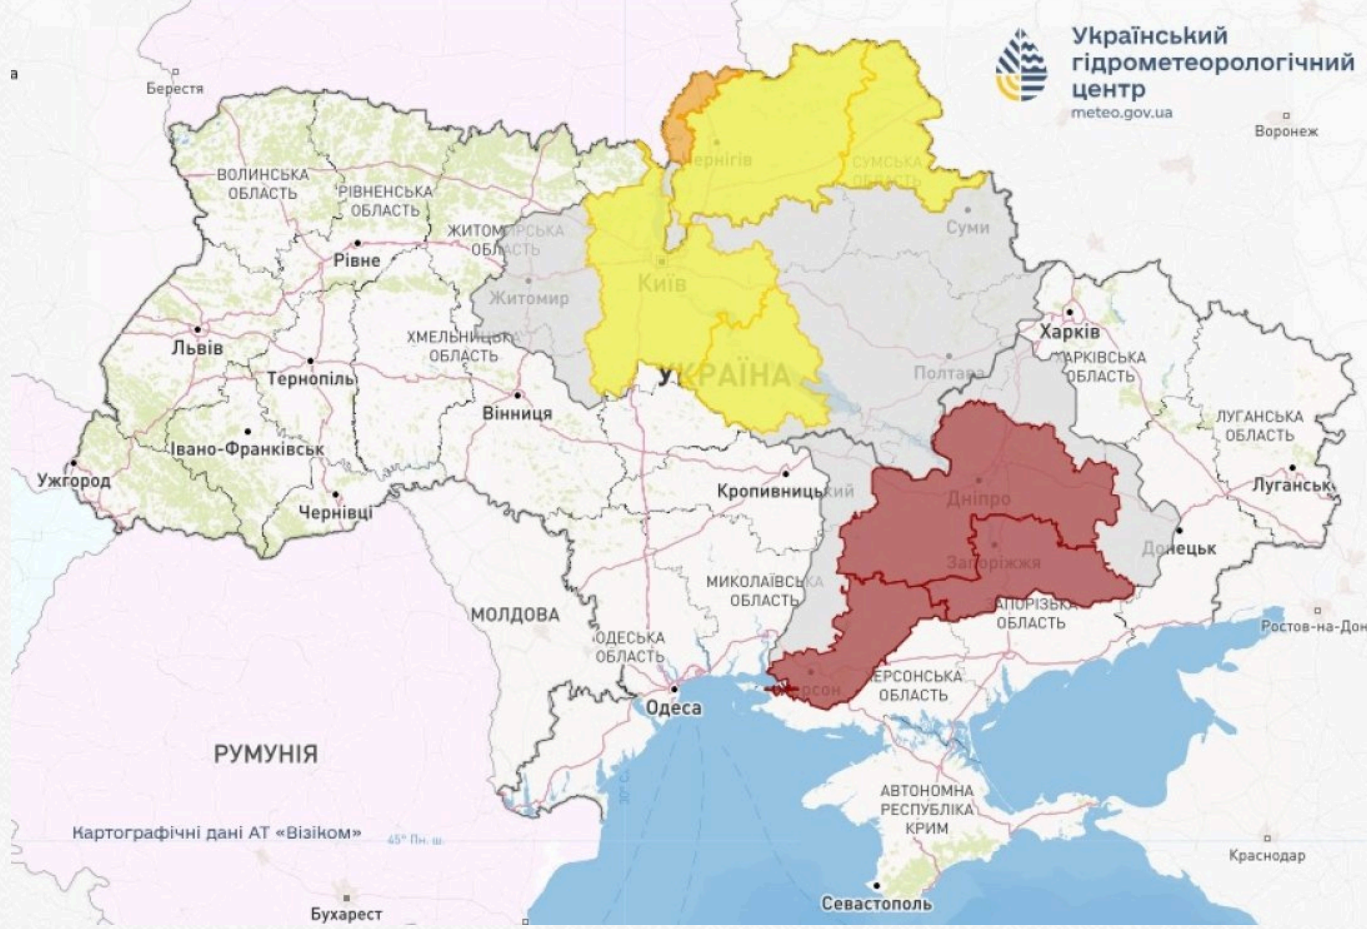 Український
гідрометеорологічний
центр
meteo.gov.ua
а
Берестя
Воронеж
Чернігів
СУМСЬКА
ОБЛАСТЬ
ВОЛИНСЬКА
ОБЛАСТЬ
РІВНЕНСЬКА
ОБЛАСТЬ
ЖИТОМИРСЬКА
ОБЛАСТЬ
Суми
Рівне
Київ
Житомир
Харків
Львів
ХМЕЛЬНИЦЬКА
ОБЛАСТЬ
ХАРКІВСЬКА
ОБЛАСТЬ
Тернопіль
УКРАЇНА
Полтава
Вінниця
ЛУГАНСЬКА
ОБЛАСТЬ
Івано-Франківськ
Ужгород
Кропивницький
Дніпро
Луганськ
Чернівці
Донецьк
Запоріжжя
МИКОЛАЇВСЬКА
ОБЛАСТЬ
МОЛДОВА
ЗАПОРІЗЬКА
ОБЛАСТЬ
Ростов-на-Дон
ОДЕСЬКА
ОБЛАСТЬ
ХЕРСОНСЬКА
ОБЛАСТЬ
Херсон
Одеса
РУМУНІЯ
АВТОНОМНА
РЕСПУБЛІКА
КРИМ
Картографічні дані АТ «Візіком»
45° Пн. ш.
Краснодар
Севастополь
Бухарест